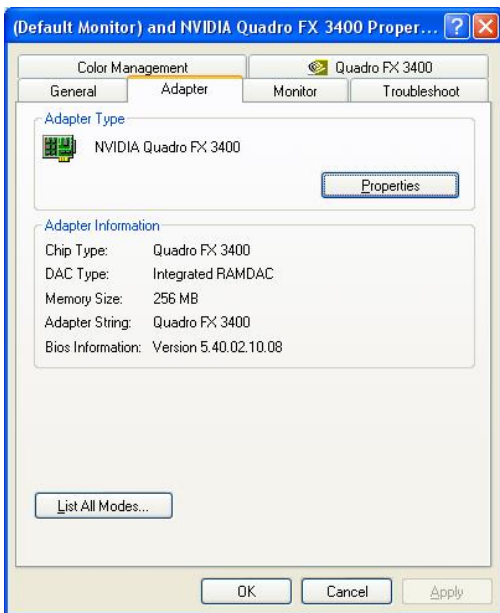 (Default Monitor) and NVIDIA Quadro FX 3400 Proper...
Color Management
Quadro FX 3400
General
Adapter
Monitor
Troubleshoot
Adapter Type
NVIDIA Quadro FX 3400
Properties
Adapter Information
Chip Type: Quadro FX 3400
DAC Type: Integrated RAMDAC
Memory Size: 256 MB
Adapter String: Quadro FX 3400
Bios Information: Version 5.40.02.10.08
List All Modes...
OK
Cancel
Apply